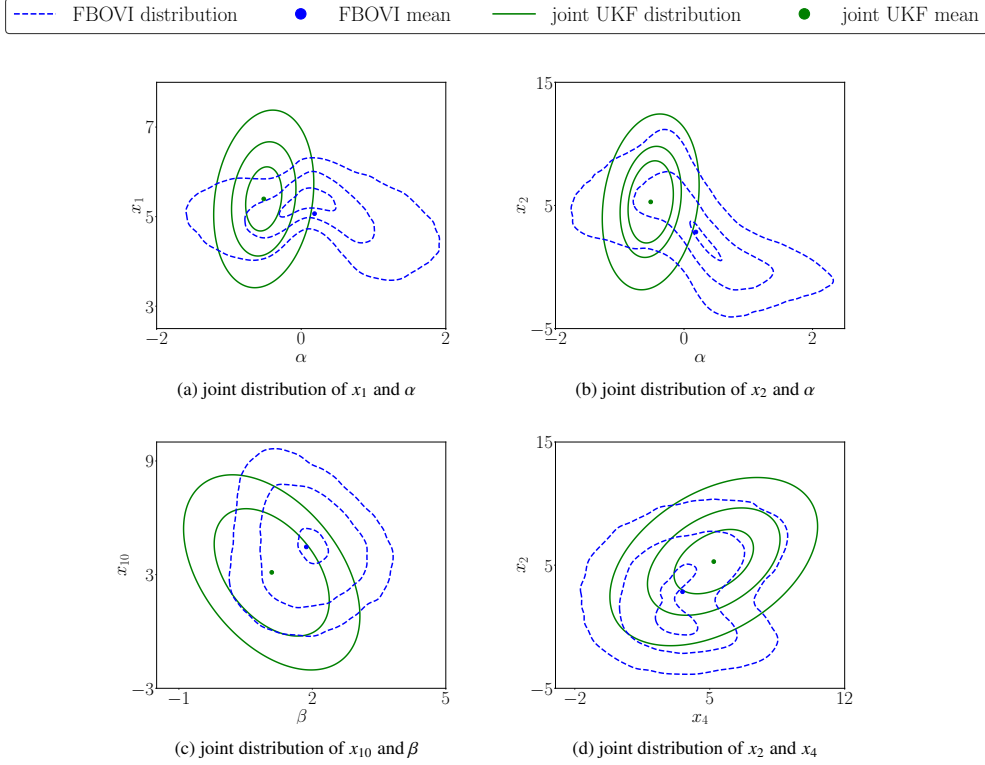 FBOVI distribution FBOVI mean joint UKF distribution joint UKF mean
7
5
3
x₁
−2 0 2
α
(a) joint distribution of x₁ and α
15
5
−5
x₂
0 2
α
(b) joint distribution of x₂ and α
9
3
−3
x₁₀
−1 2 5
β
(c) joint distribution of x₁₀ and β
15
5
−5
x₂
−2 5 12
x₄
(d) joint distribution of x₂ and x₄